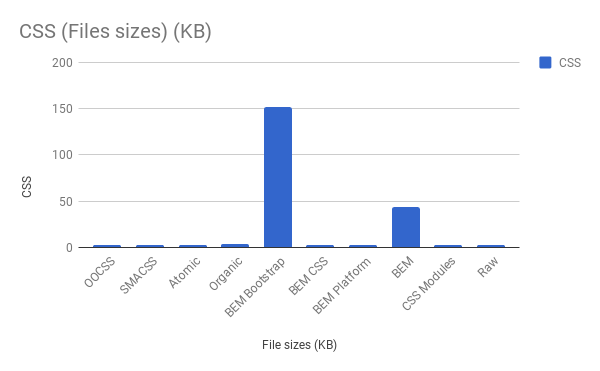 CSS (Files sizes) (KB)
CSS
200
150
100
50
0
CSS
OOCSS
SMACSS
Atomic
Organic
BEM Bootstrap
BEM CSS
BEM Platform
BEM
CSS Modules
Raw
File sizes (KB)